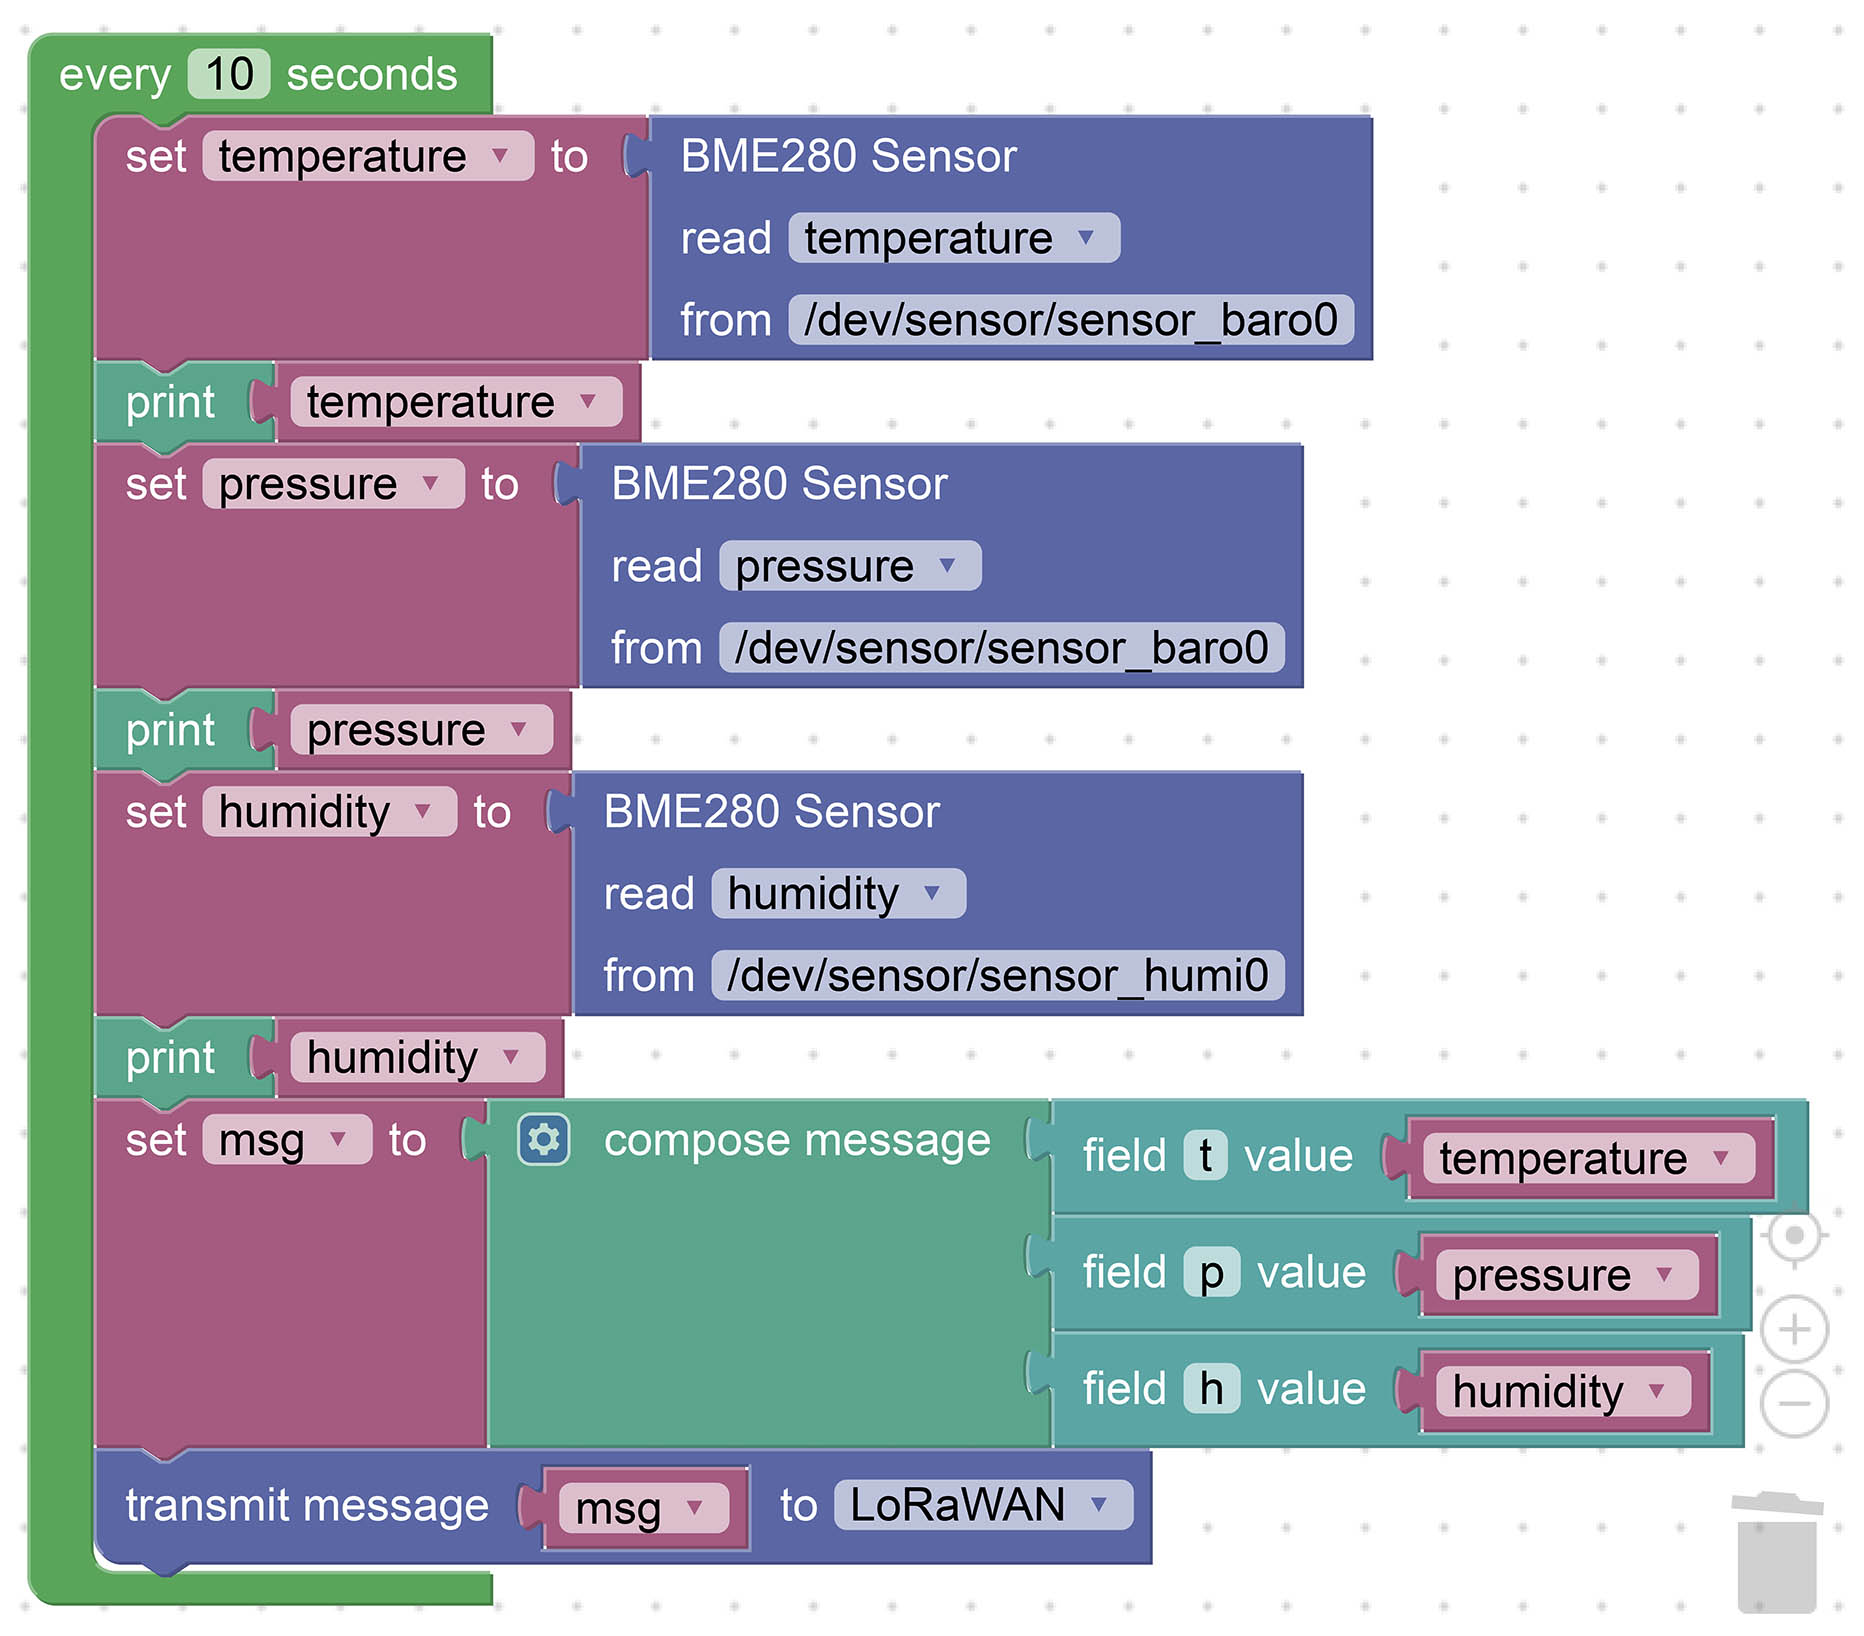 every 10 seconds
set temperature to BME280 Sensor
read temperature
from /dev/sensor/sensor_baro0
print temperature
set pressure to BME280 Sensor
read pressure
from /dev/sensor/sensor_baro0
print pressure
set humidity to BME280 Sensor
read humidity
from /dev/sensor/sensor_humi0
print humidity
set msg to compose message field t value temperature
field p value pressure
field h value humidity
transmit message msg to LoRaWAN